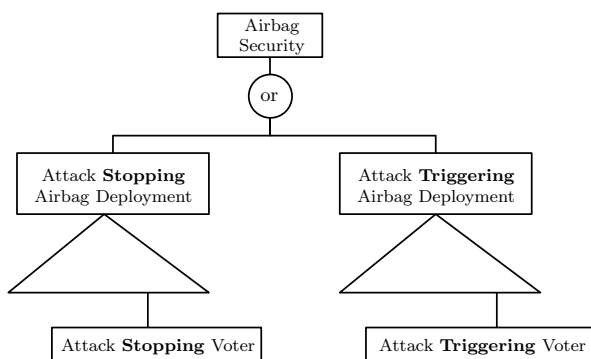 Airbag
Security
or
Attack Stopping
Airbag Deployment
Attack Triggering
Airbag Deployment
Attack Stopping Voter
Attack Triggering Voter